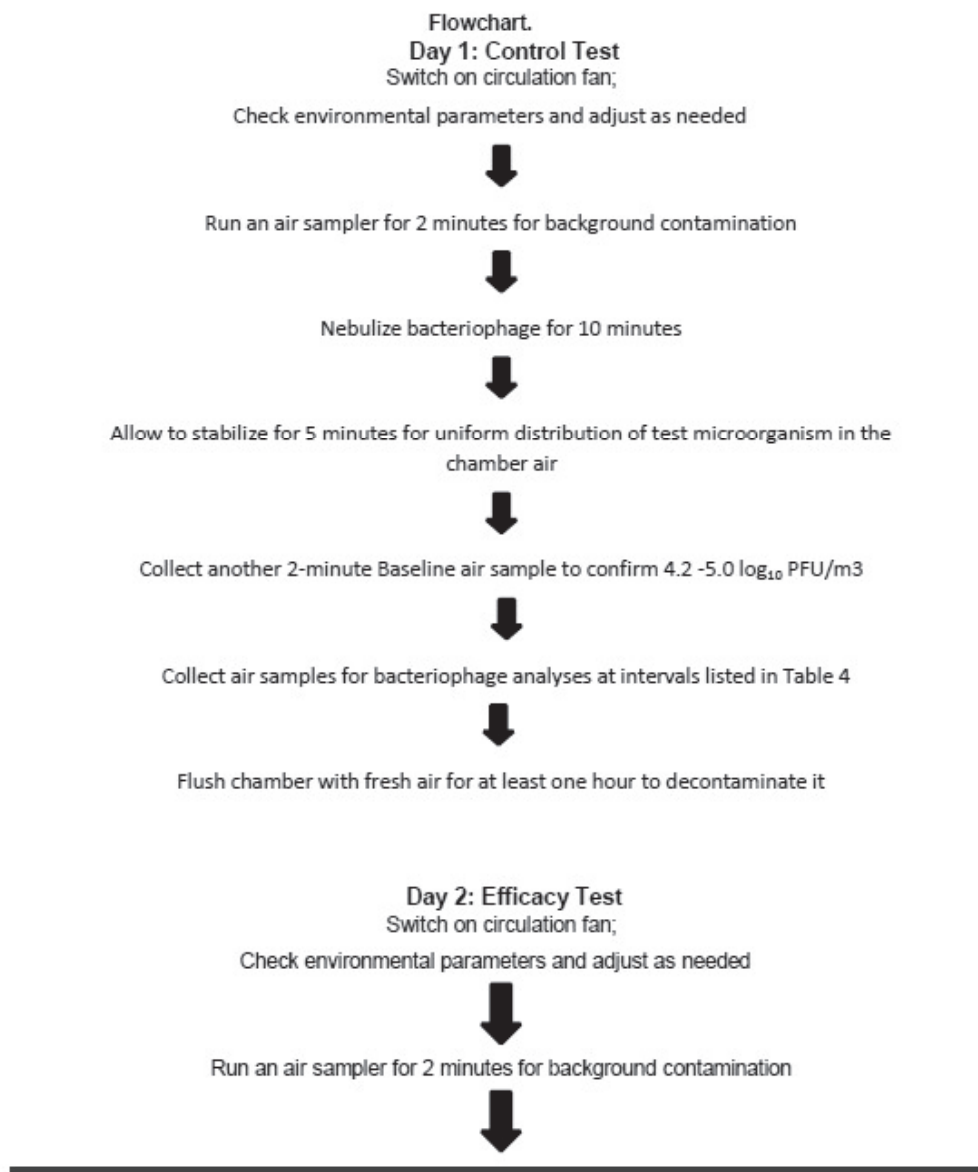 Flowchart.
Day 1: Control Test
Switch on circulation fan;
Check environmental parameters and adjust as needed
Run an air sampler for 2 minutes for background contamination
Nebulize bacteriophage for 10 minutes
Allow to stabilize for 5 minutes for uniform distribution of test microorganism in the
chamber air
Collect another 2-minute Baseline air sample to confirm 4.2 -5.0 log₁₀ PFU/m3
Collect air samples for bacteriophage analyses at intervals listed in Table 4
Flush chamber with fresh air for at least one hour to decontaminate it
Day 2: Efficacy Test
Switch on circulation fan;
Check environmental parameters and adjust as needed
Run an air sampler for 2 minutes for background contamination